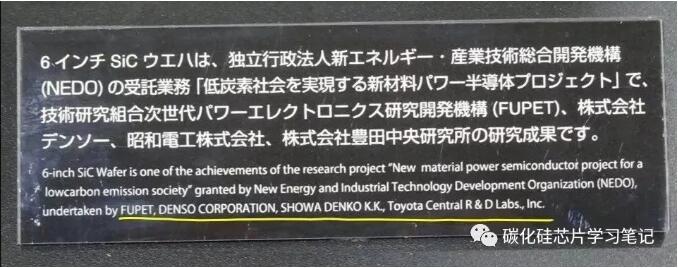 6インチ SiC ウエハは、独立行政法人新エネルギー・産業技術総合開発機構
(NEDO) の受託業務「低炭素社会を実現する新材料パワー半導体プロジェクト」で、
技術研究組合次世代パワーエレクトロニクス研究開発機構 (FUPET)、株式会社
デンソー、昭和電工株式会社、株式会社豊田中央研究所の研究成果です。
6-inch SiC Wafer is one of the achievements of the research project "New material power semiconductor project for a
lowcarbon emission society" granted by New Energy and Industrial Technology Development Organization (NEDO),
undertaken by FUPET, DENSO CORPORATION, SHOWA DENKO K.K., Toyota Central R & D Labs., Inc.
碳化硅芯片学习笔记